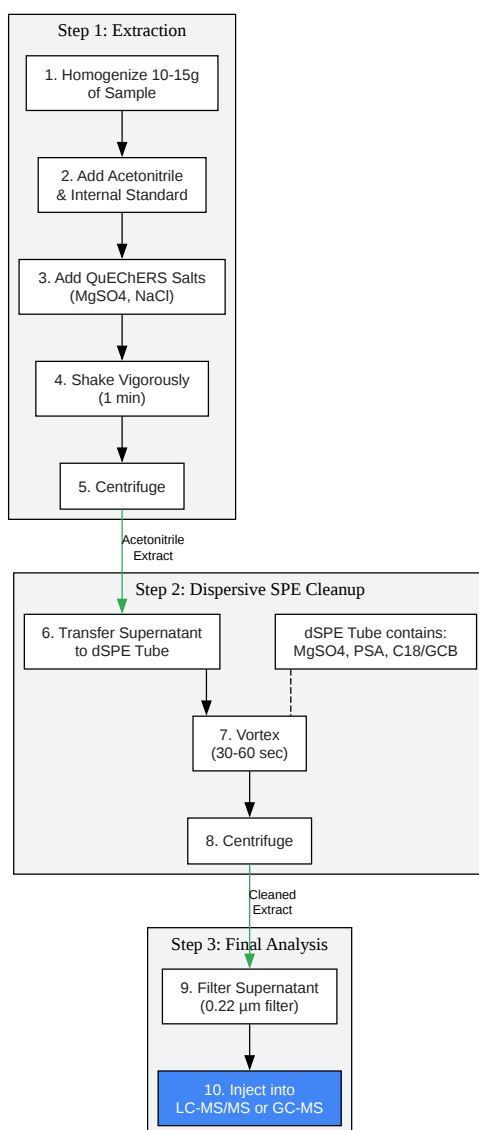 Step 1: Extraction
1. Homogenize 10-15g
of Sample
2. Add Acetonitrile
& Internal Standard
3. Add QuEChERS Salts
(MgSO4, NaCl)
4. Shake Vigorously
(1 min)
5. Centrifuge
Acetonitrile
Extract
Step 2: Dispersive SPE Cleanup
6. Transfer Supernatant
to dSPE Tube
dSPE Tube contains:
MgSO4, PSA, C18/GCB
7. Vortex
(30-60 sec)
8. Centrifuge
Cleaned
Extract
Step 3: Final Analysis
9. Filter Supernatant
(0.22 µm filter)
10. Inject into
LC-MS/MS or GC-MS